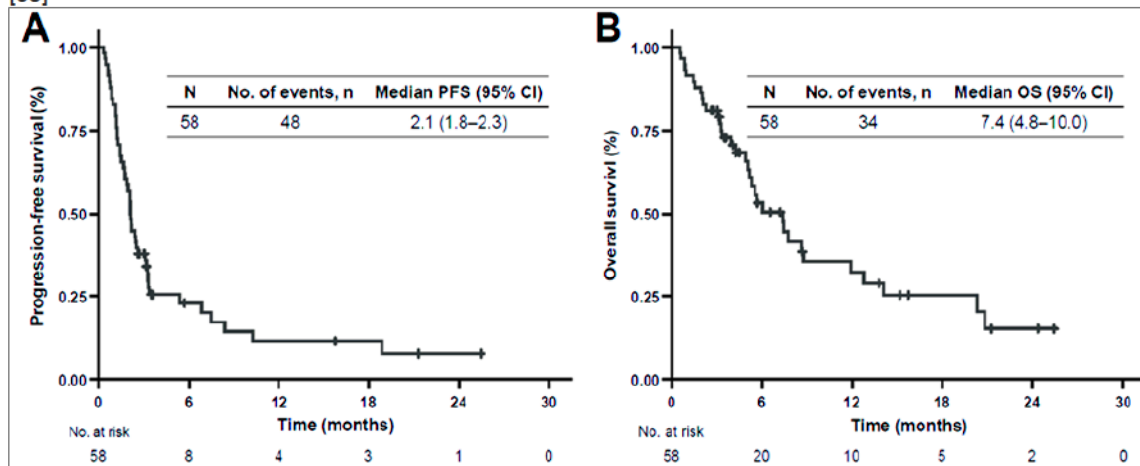 A
Progression-free survival (%)
1.00
0.75
0.50
0.25
0.00
N No. of events, n Median PFS (95% CI)
58 48 2.1 (1.8–2.3)
0 6 12 18 24 30
Time (months)
No. at risk
58 8 4 3 1 0
B
Overall survivl (%)
1.00
0.75
0.50
0.25
0.00
N No. of events, n Median OS (95% CI)
58 34 7.4 (4.8–10.0)
0 6 12 18 24 30
Time (months)
No. at risk
58 20 10 5 2 0